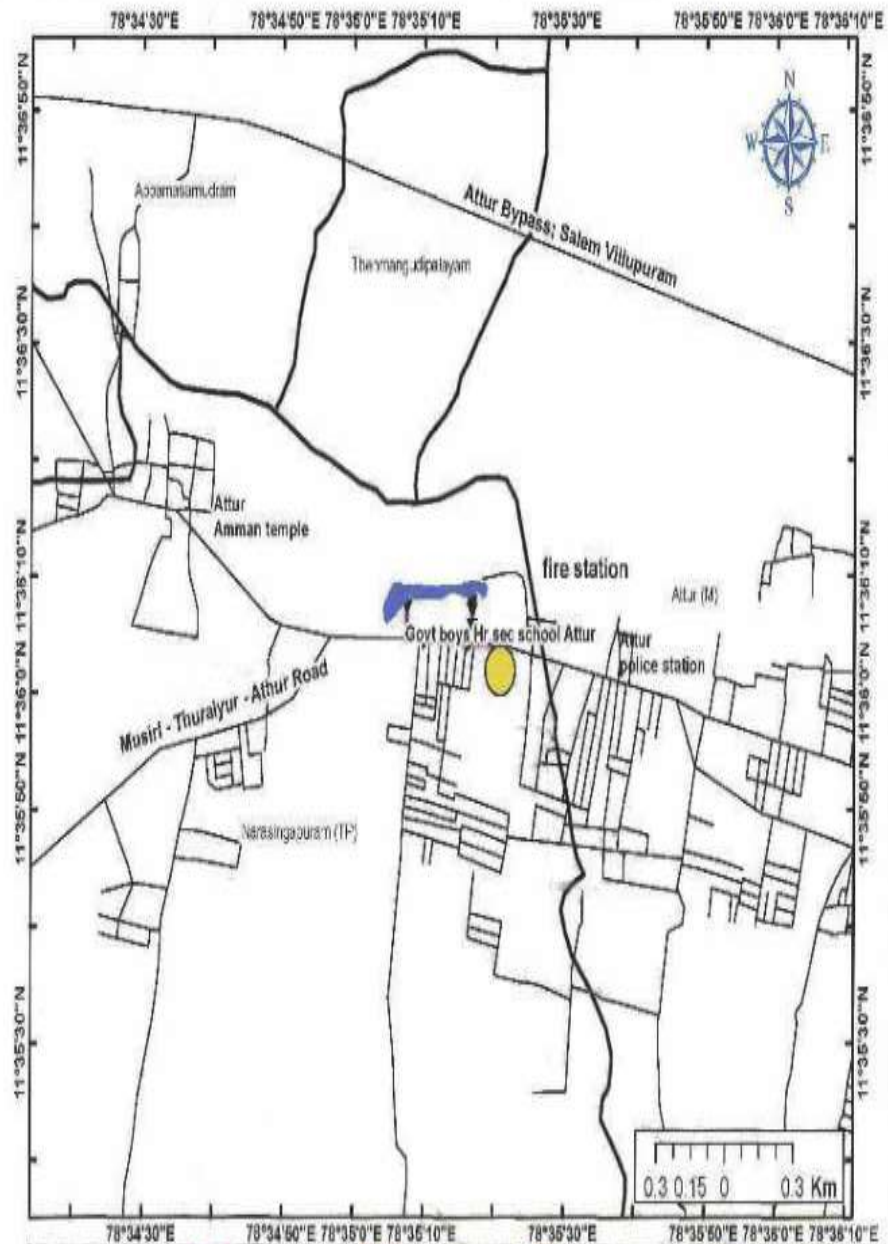 78°34'30"E 78°34'50"E 78°35'0"E 78°35'10"E 78°35'30"E 78°35'50"E 78°36'0"E 78°36'10"E
N
W E
S
11°36'50"N 11°36'50"N
Attur Bypass; Salem Villupuram
11°36'30"N 11°36'30"N
Attur
Amman temple
11°36'10"N 11°36'10"N
fire station
Attur (M)
Govt boys Hr sec school Attur
Attur
police station
11°36'0"N 11°36'0"N
Musiri - Thuraiyur - Athur Road
11°35'50"N 11°35'50"N
Narasingapuram (TP)
11°35'30"N 11°35'30"N
0.3 0.15 0 0.3 Km
78°34'30"E 78°34'50"E 78°35'0"E 78°35'10"E 78°35'30"E 78°35'50"E 78°36'0"E 78°36'10"E